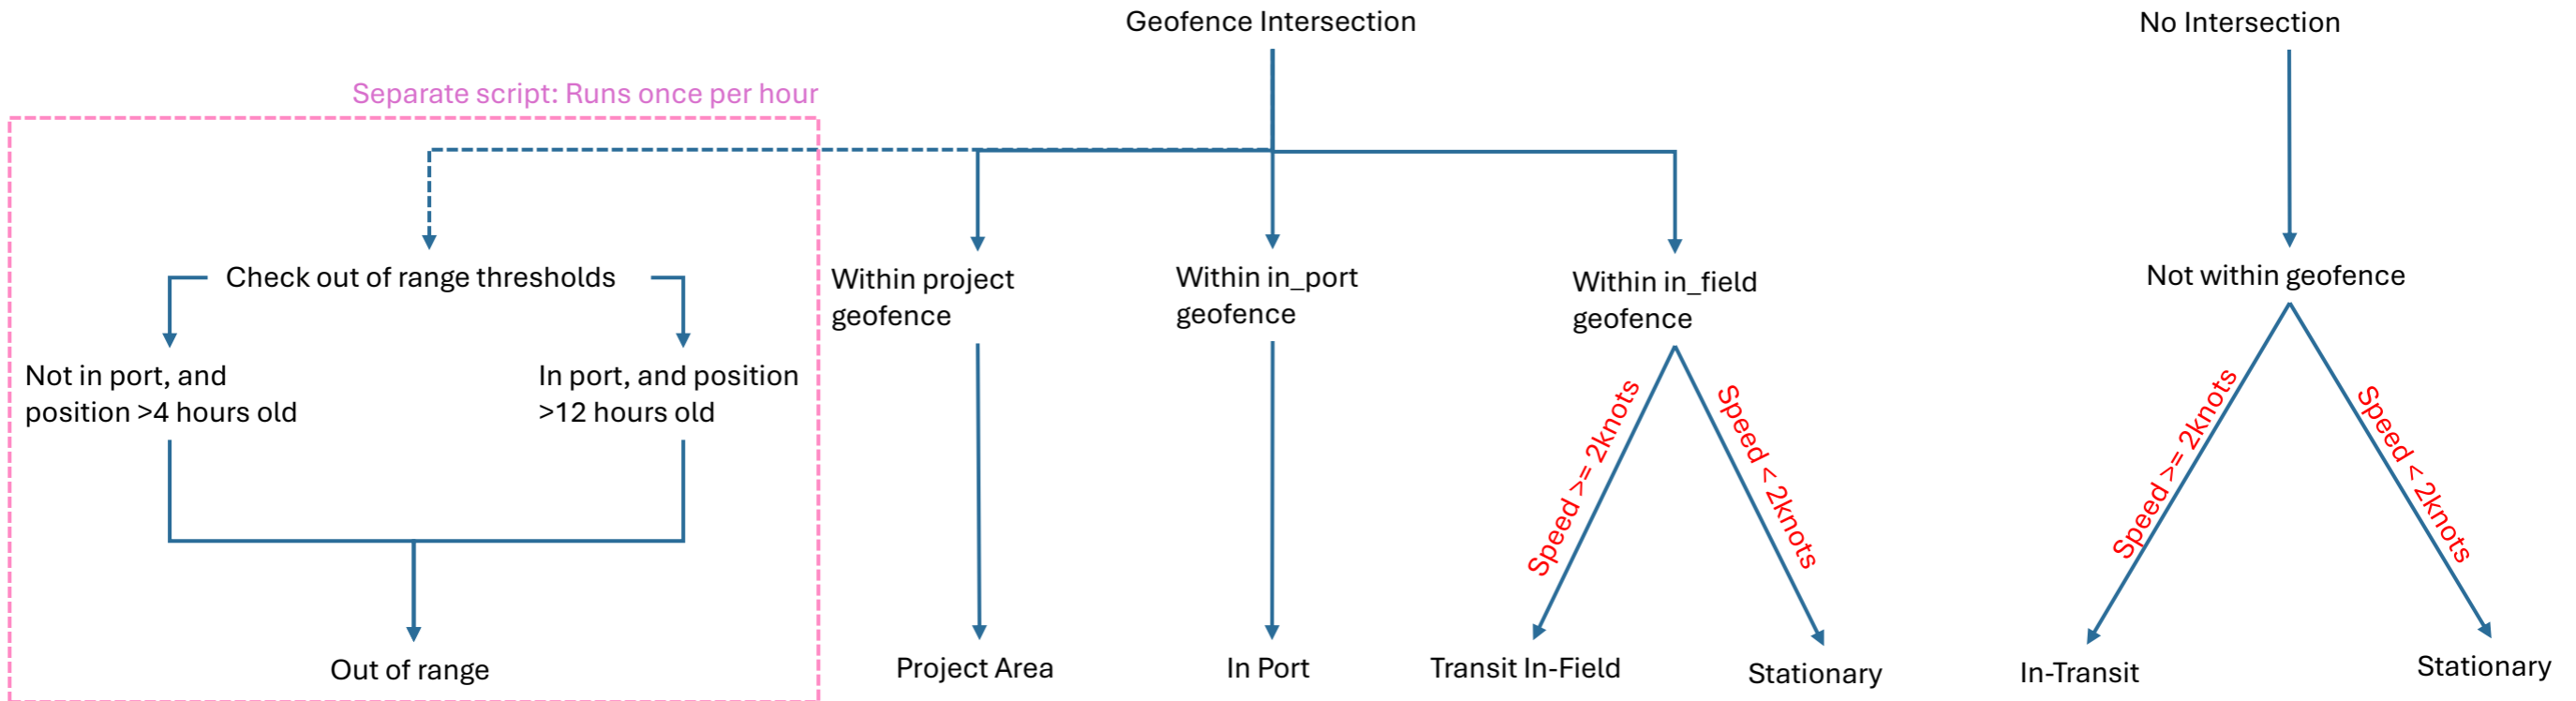 Geofence Intersection
No Intersection
Separate script: Runs once per hour
Check out of range thresholds
Within project
geofence
Within in_port
geofence
Within in_field
geofence
Not within geofence
Not in port, and
position >4 hours old
In port, and position
>12 hours old
Speed >= 2knots
Speed < 2knots
Speed >= 2knots
Speed < 2knots
Out of range
Project Area
In Port
Transit In-Field
Stationary
In-Transit
Stationary